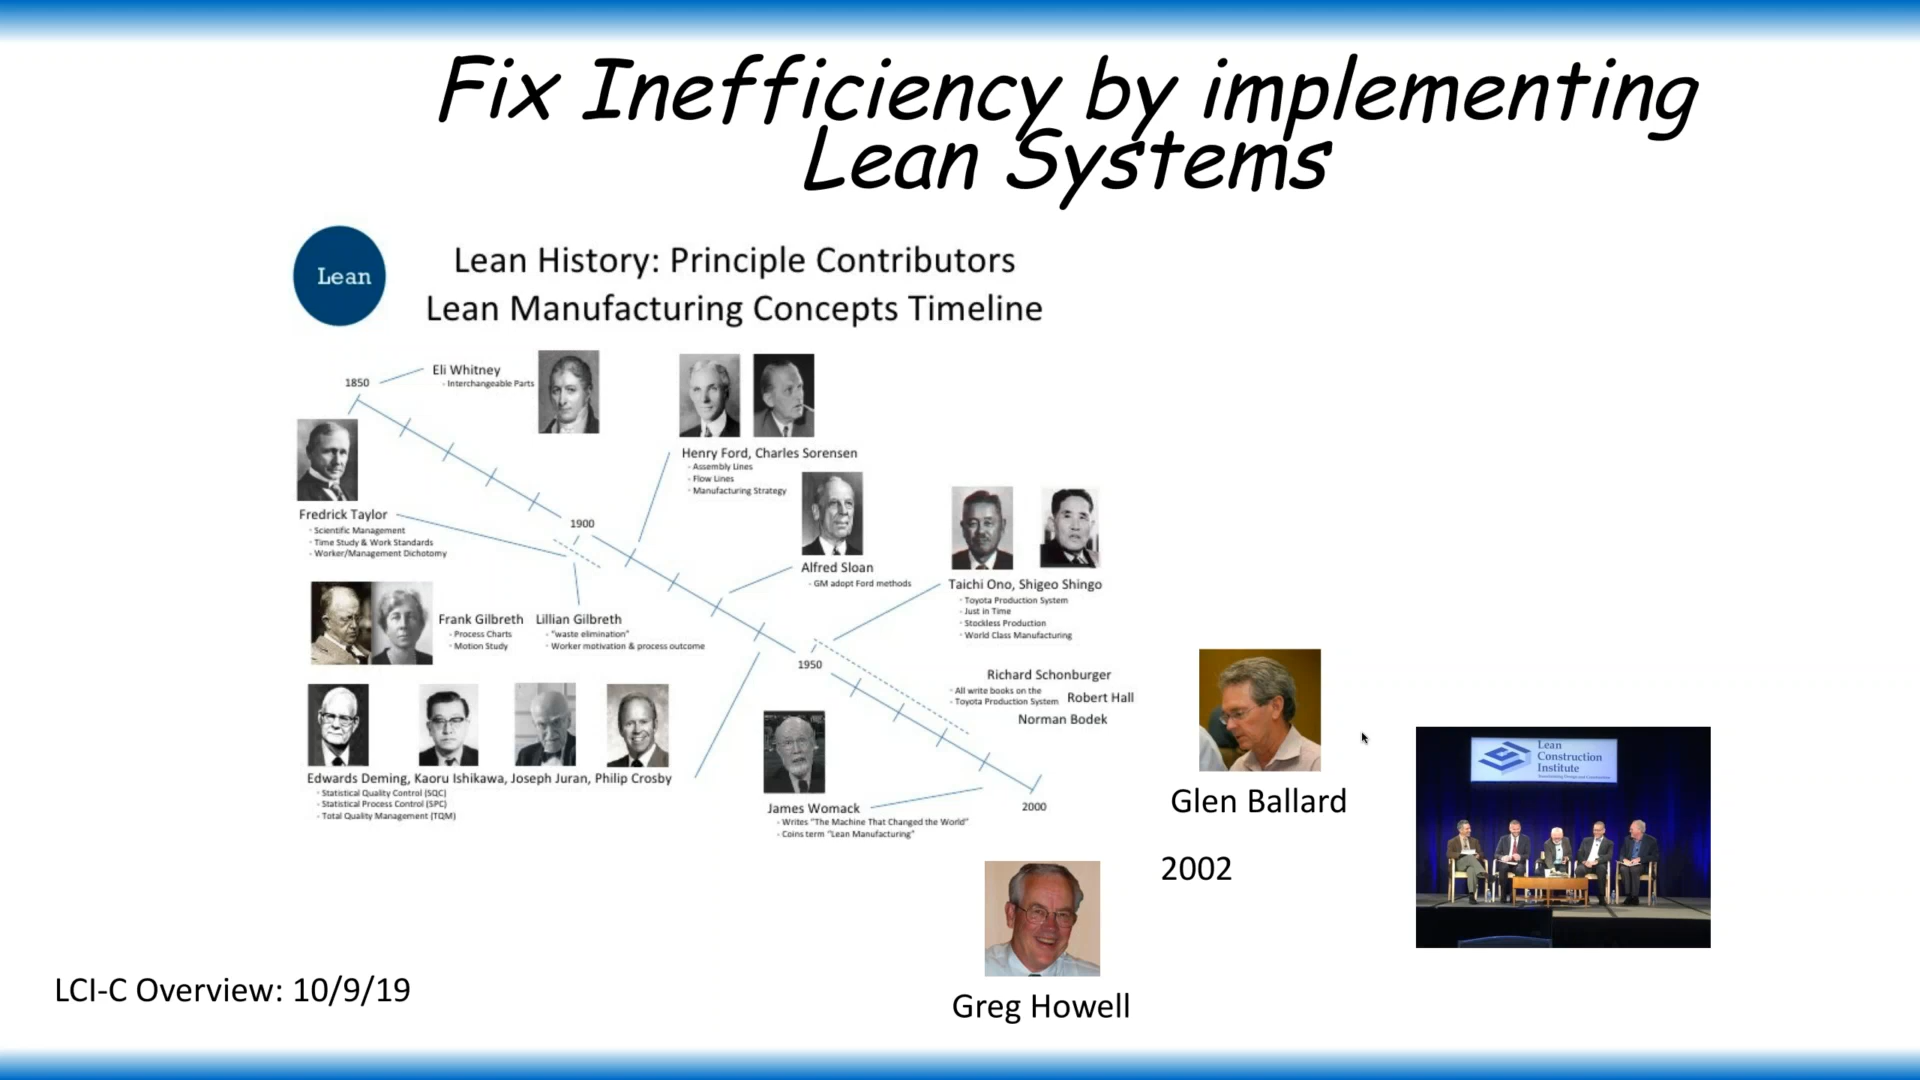 Fix Inefficiency by implementing
Lean Systems
Lean
Lean History: Principle Contributors
Lean Manufacturing Concepts Timeline
1850
Eli Whitney
- Interchangeable Parts
Henry Ford, Charles Sorensen
- Assembly Lines
- Flow Lines
- Manufacturing Strategy
Fredrick Taylor
- Scientific Management
- Time Study & Work Standards
- Worker/Management Dichotomy
1900
Alfred Sloan
- GM adopt Ford methods
Taichi Ono, Shigeo Shingo
- Toyota Production System
- Just in Time
- Stockless Production
- World Class Manufacturing
Frank Gilbreth
- Process Charts
- Motion Study
Lillian Gilbreth
- "waste elimination"
- Worker motivation & process outcome
1950
Richard Schonburger
- All write books on the
- Toyota Production System
Robert Hall
Norman Bodek
Edwards Deming, Kaoru Ishikawa, Joseph Juran, Philip Crosby
- Statistical Quality Control (SQC)
- Statistical Process Control (SPC)
- Total Quality Management (TQM)
James Womack
- Writes "The Machine That Changed the World"
- Coins term "Lean Manufacturing"
2000
Glen Ballard
2002
Lean
Construction
Institute
Greg Howell
LCI-C Overview: 10/9/19